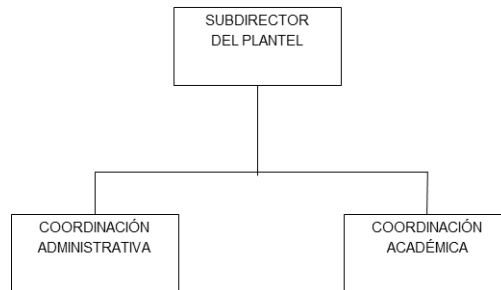 SUBDIRECTOR
DEL PLANTEL
COORDINACIÓN
ADMINISTRATIVA
COORDINACIÓN
ACADÉMICA